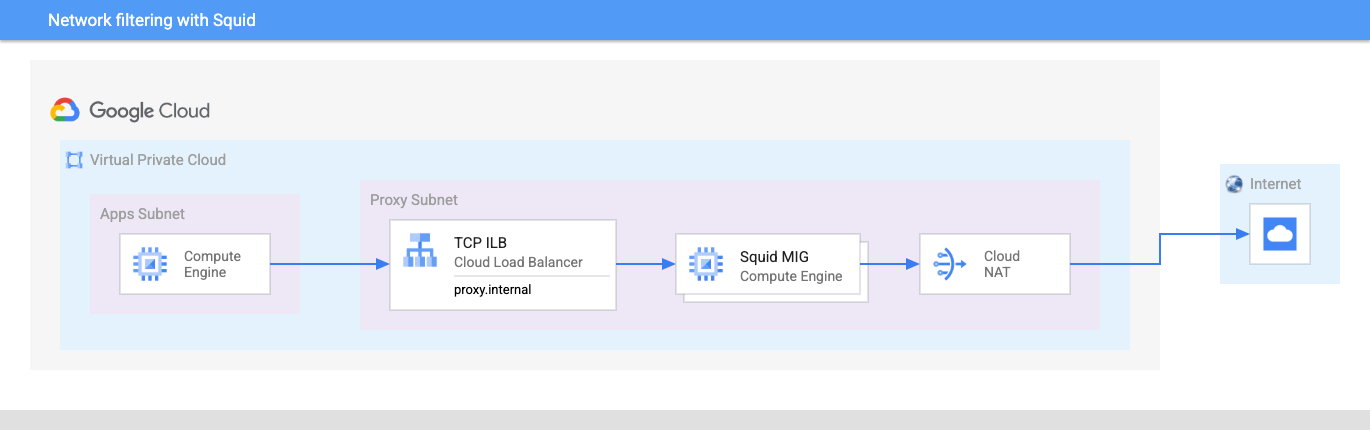 Network filtering with Squid
Google Cloud
Virtual Private Cloud
Apps Subnet
Compute
Engine
Proxy Subnet
TCP ILB
Cloud Load Balancer
proxy.internal
Squid MIG
Compute Engine
Cloud
NAT
Internet